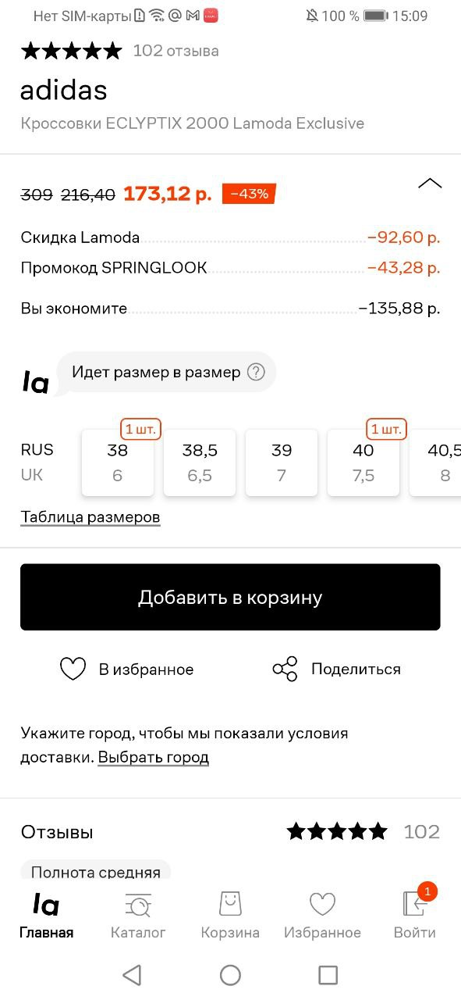 Нет SIM-карты 100 % 15:09
102 отзыва
adidas
Кроссовки ECLYPTIX 2000 Lamoda Exclusive
309 216,40 173,12 р. −43%
Скидка Lamoda −92,60 р.
Промокод SPRINGLOOK −43,28 р.
Вы экономите −135,88 р.
la Идет размер в размер ?
1 шт. 1 шт.
RUS 38 38,5 39 40 40,5
UK 6 6,5 7 7,5 8
Таблица размеров
Добавить в корзину
В избранное Поделиться
Укажите город, чтобы мы показали условия
доставки. Выбрать город
Отзывы 102
Полнота средняя
la 1
Главная Каталог Корзина Избранное Войти